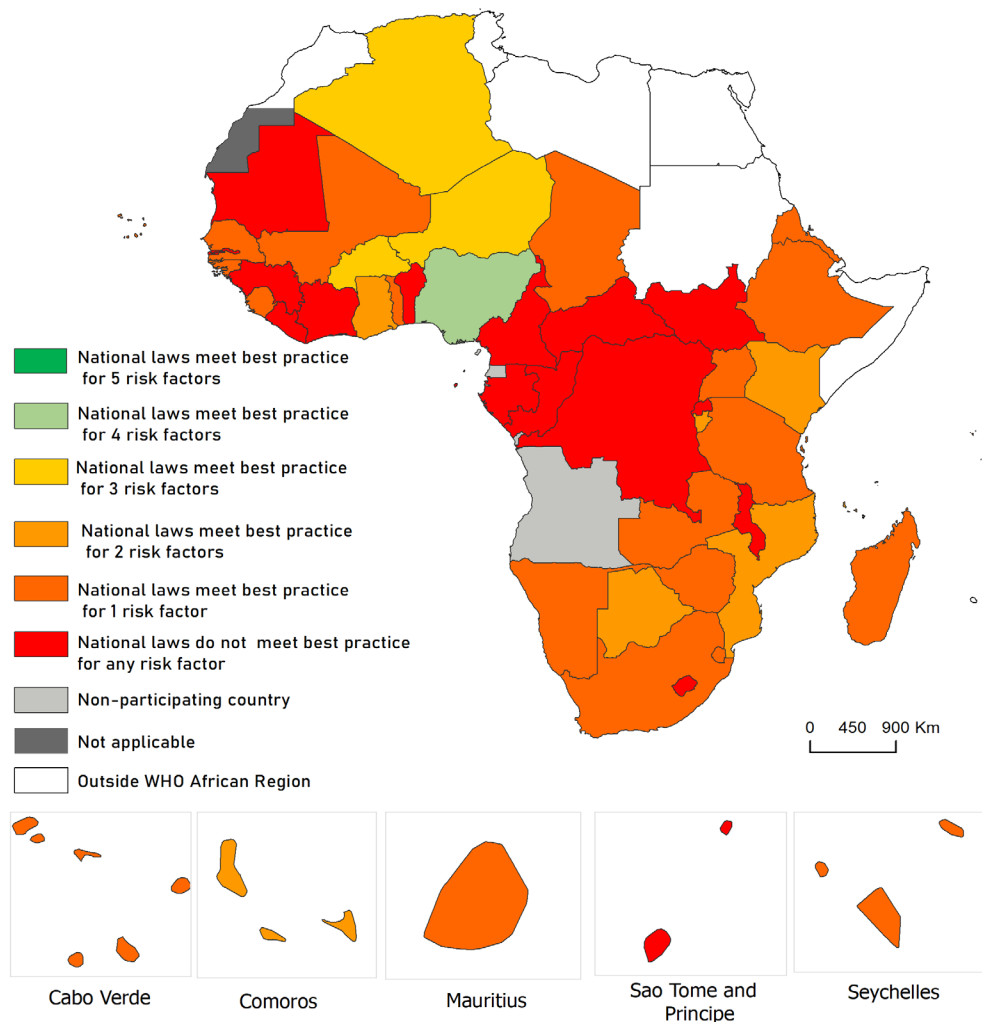 National laws meet best practice
for 5 risk factors
National laws meet best practice
for 4 risk factors
National laws meet best practice
for 3 risk factors
National laws meet best practice
for 2 risk factors
National laws meet best practice
for 1 risk factor
National laws do not meet best practice
for any risk factor
Non-participating country
Not applicable
Outside WHO African Region
0 450 900 Km
Cabo Verde
Comoros
Mauritius
Sao Tome and
Principe
Seychelles